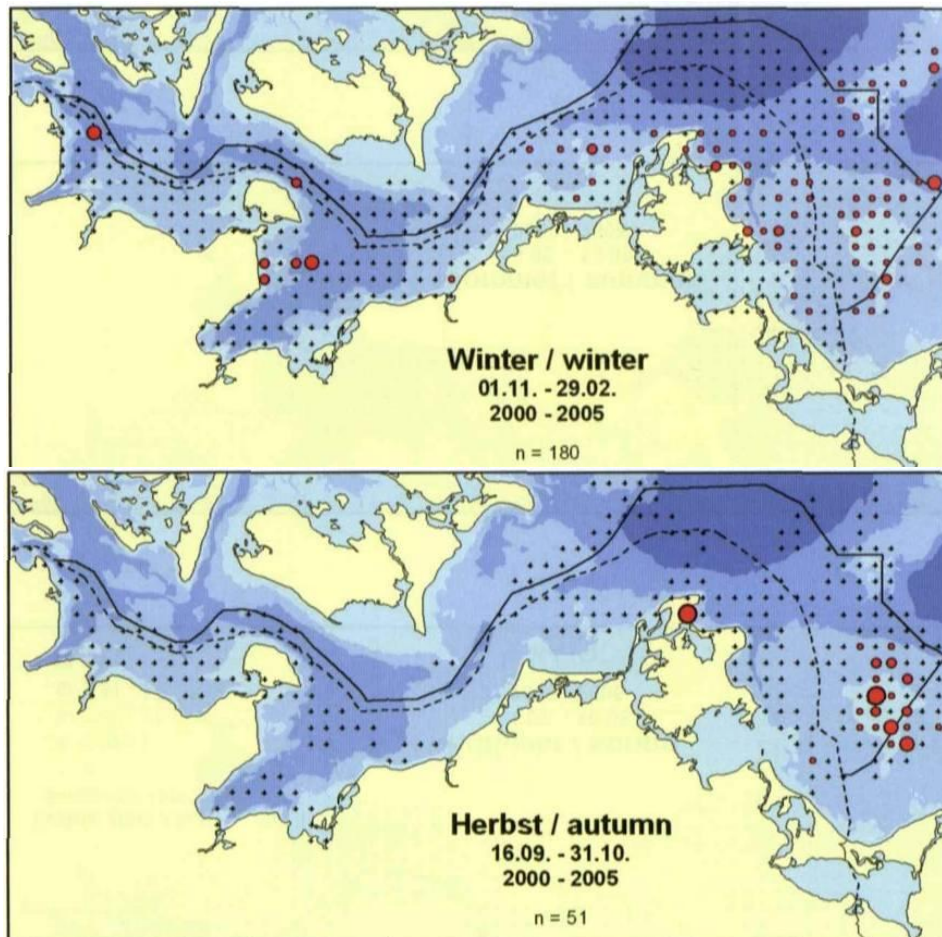 Winter / winter
01.11. - 29.02.
2000 - 2005
n = 180
Herbst / autumn
16.09. - 31.10.
2000 - 2005
n = 51